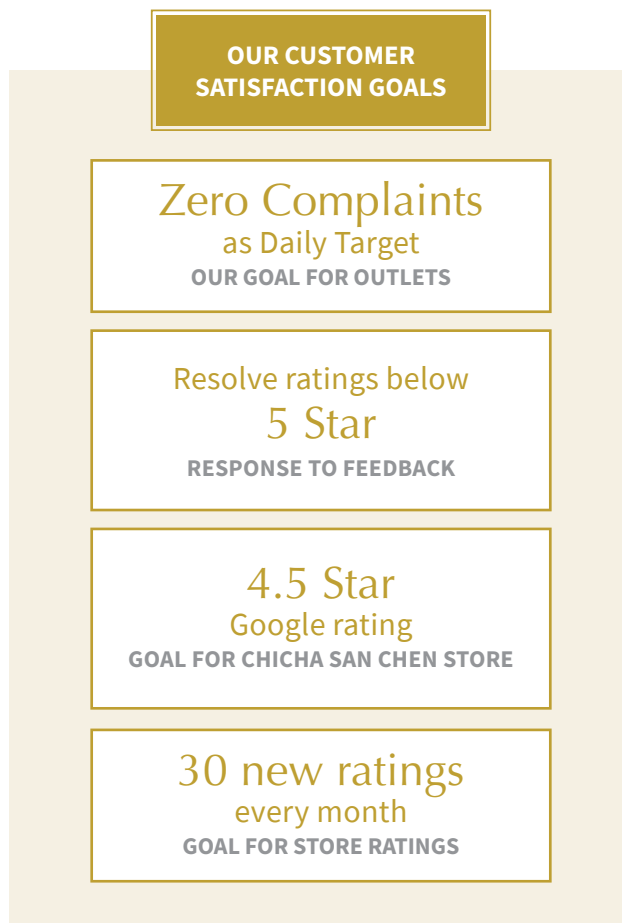 OUR CUSTOMER
SATISFACTION GOALS
Zero Complaints
as Daily Target
OUR GOAL FOR OUTLETS
Resolve ratings below
5 Star
RESPONSE TO FEEDBACK
4.5 Star
Google rating
GOAL FOR CHICHA SAN CHEN STORE
30 new ratings
every month
GOAL FOR STORE RATINGS